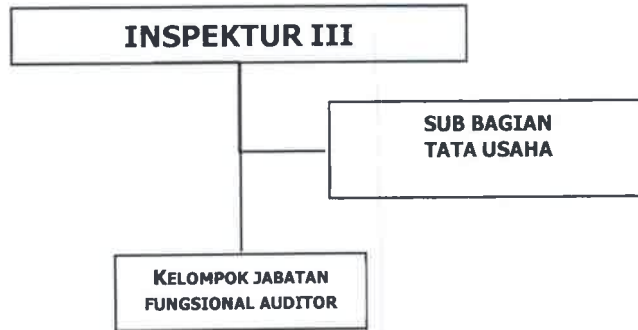 INSPEKTUR III
SUB BAGIAN
TATA USAHA
KELOMPOK JABATAN
FUNGSIONAL AUDITOR